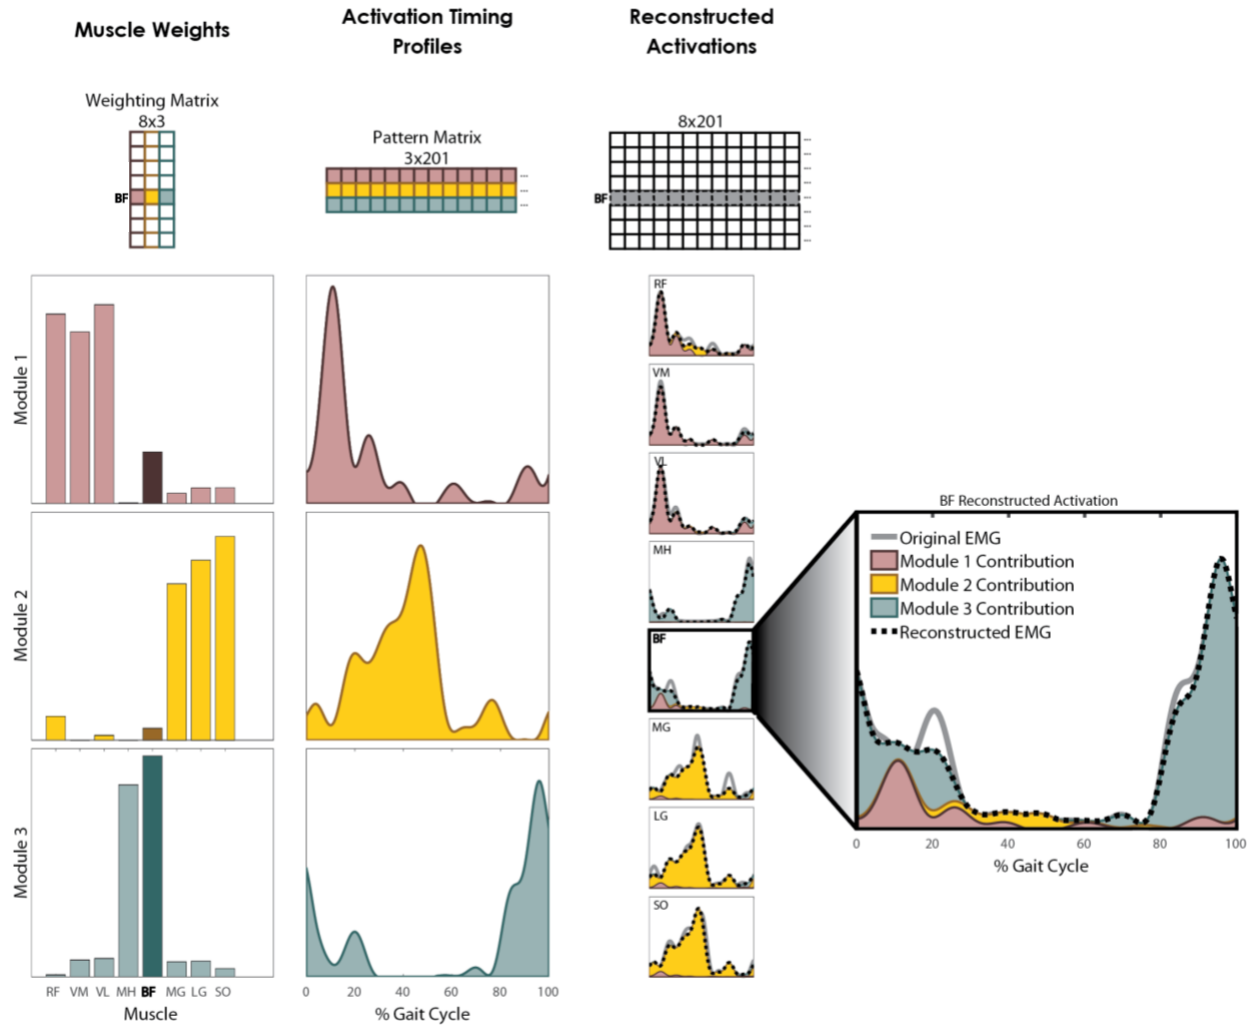 Muscle Weights
Activation Timing
Profiles
Reconstructed
Activations
Weighting Matrix
8x3
BF
Pattern Matrix
3x201
...
...
...
8x201
BF
...
...
...
...
...
...
...
...
Module 1
Module 2
Module 3
RF VM VL MH BF MG LG SO
Muscle
0 20 40 60 80 100
% Gait Cycle
RF
VM
VL
MH
BF
MG
LG
SO
BF Reconstructed Activation
Original EMG
Module 1 Contribution
Module 2 Contribution
Module 3 Contribution
Reconstructed EMG
0 20 40 60 80 100
% Gait Cycle